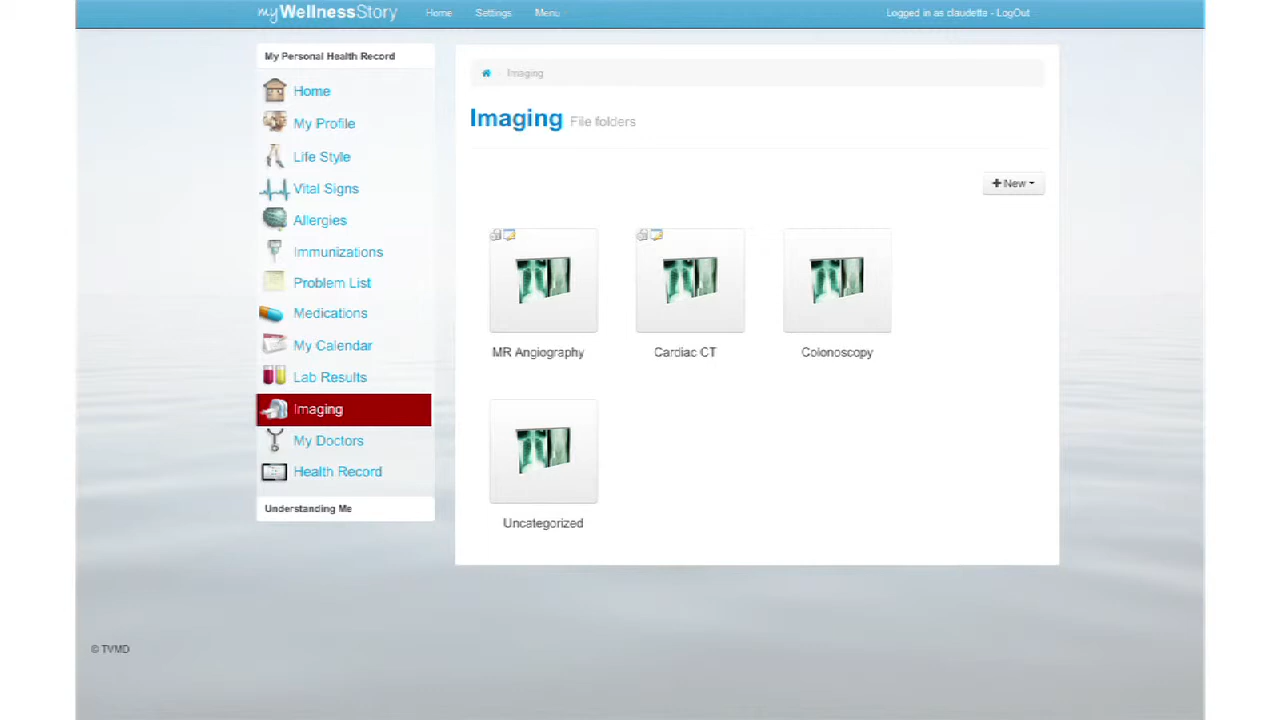 myWellnessStory Home Settings Menu Logged in as claudette - LogOut
My Personal Health Record
Home
My Profile
Life Style
Vital Signs
Allergies
Immunizations
Problem List
Medications
My Calendar
Lab Results
Imaging
My Doctors
Health Record
Understanding Me
Imaging
Imaging File folders
+ New
MR Angiography Cardiac CT Colonoscopy
Uncategorized
© TVMD